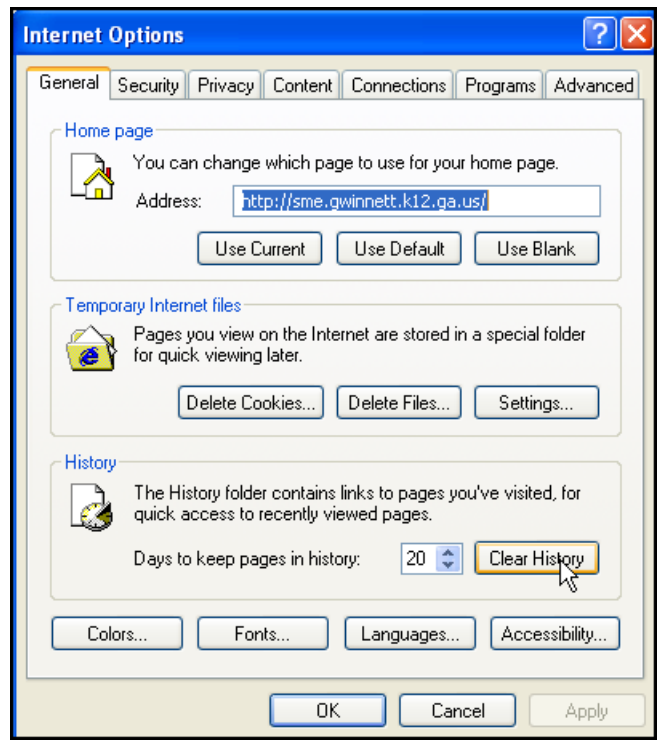 Internet Options
General Security Privacy Content Connections Programs Advanced
Home page
You can change which page to use for your home page.
Address: http://sme.gwinnett.k12.ga.us/
Use Current Use Default Use Blank
Temporary Internet files
Pages you view on the Internet are stored in a special folder
for quick viewing later.
Delete Cookies... Delete Files... Settings...
History
The History folder contains links to pages you've visited, for
quick access to recently viewed pages.
Days to keep pages in history: 20 Clear History
Colors... Fonts... Languages... Accessibility...
OK Cancel Apply